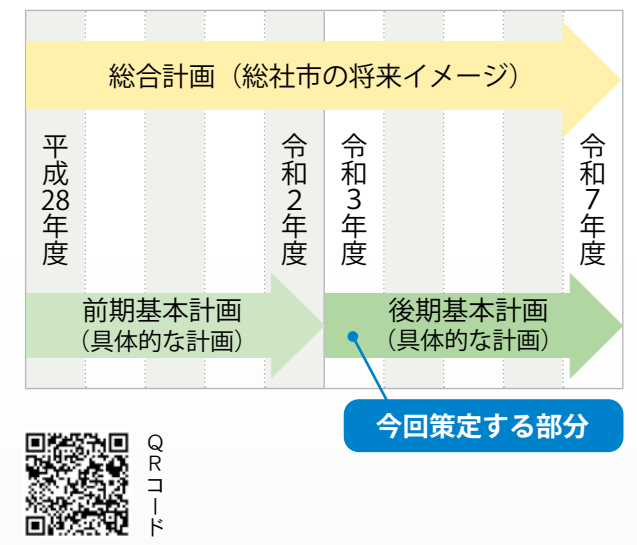 総合計画（総社市の将来イメージ）
平成28年度
令和2年度
令和3年度
令和7年度
前期基本計画
（具体的な計画）
後期基本計画
（具体的な計画）
今回策定する部分
QRコード